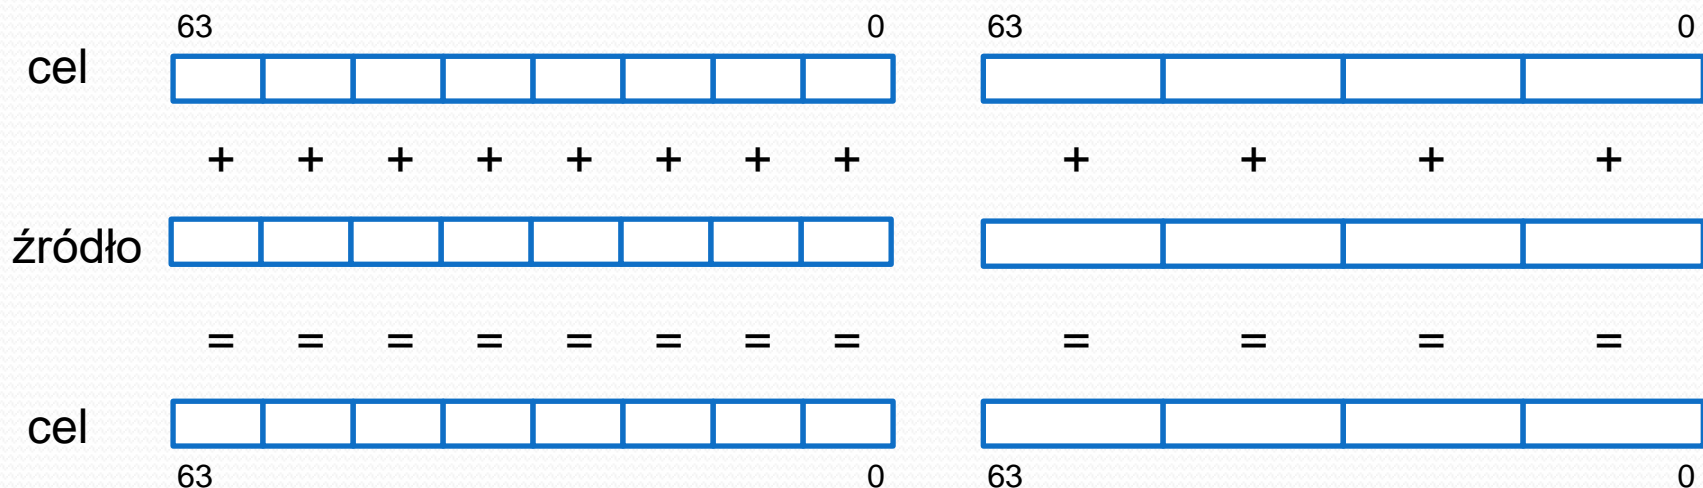 63 0 63 0
cel
+ + + + + + + + + + + +
źródło
= = = = = = = = = = = =
cel
63 0 63 0